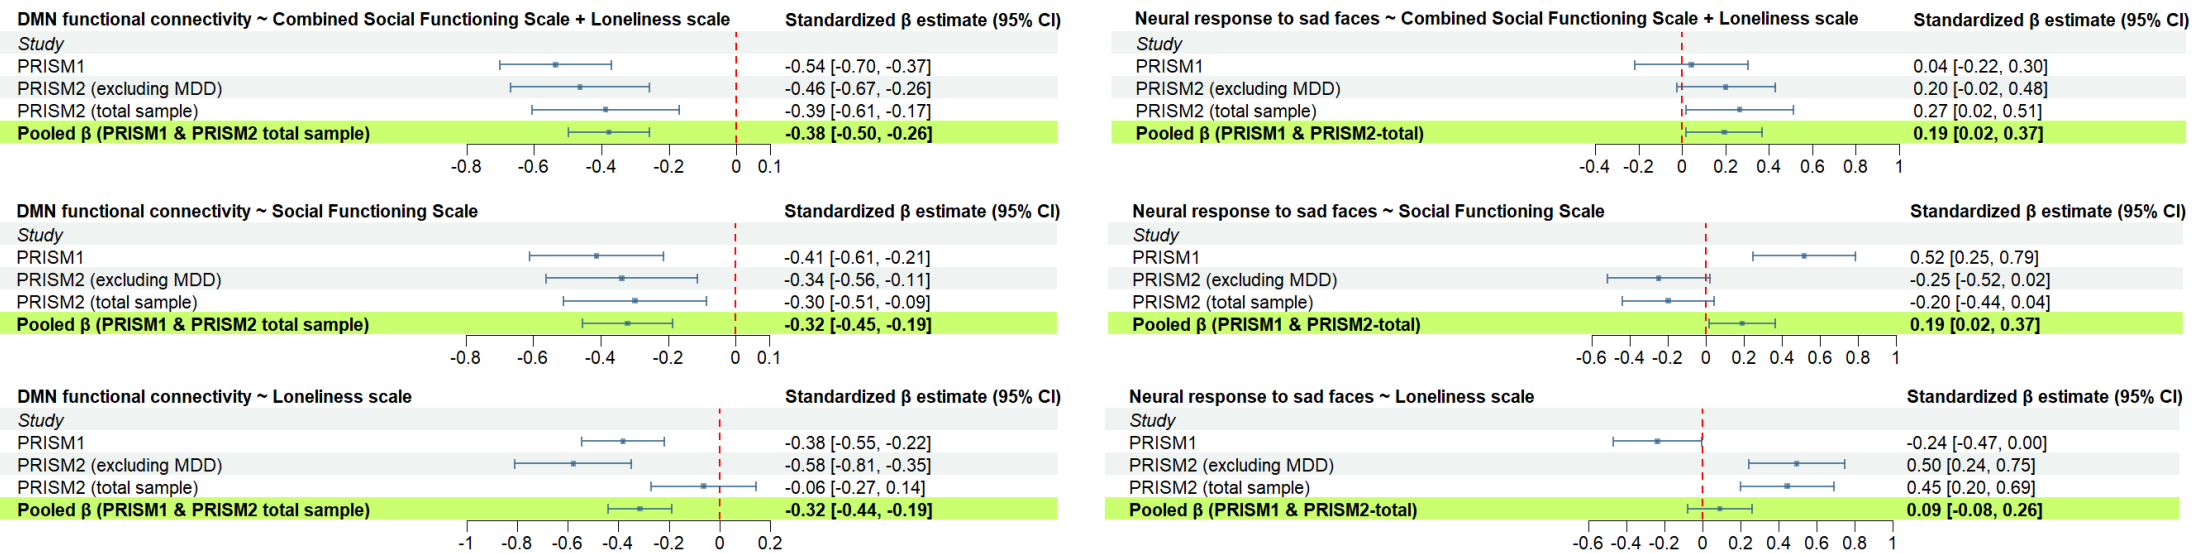 DMN functional connectivity ~ Combined Social Functioning Scale + Loneliness scale Standardized β estimate (95% CI)
Study
PRISM1 -0.54 [-0.70, -0.37]
PRISM2 (excluding MDD) -0.46 [-0.67, -0.26]
PRISM2 (total sample) -0.39 [-0.61, -0.17]
Pooled β (PRISM1 & PRISM2 total sample) -0.38 [-0.50, -0.26]
-0.8 -0.6 -0.4 -0.2 0 0.1
DMN functional connectivity ~ Social Functioning Scale Standardized β estimate (95% CI)
Study
PRISM1 -0.41 [-0.61, -0.21]
PRISM2 (excluding MDD) -0.34 [-0.56, -0.11]
PRISM2 (total sample) -0.30 [-0.51, -0.09]
Pooled β (PRISM1 & PRISM2 total sample) -0.32 [-0.45, -0.19]
-0.8 -0.6 -0.4 -0.2 0 0.1
DMN functional connectivity ~ Loneliness scale Standardized β estimate (95% CI)
Study
PRISM1 -0.38 [-0.55, -0.22]
PRISM2 (excluding MDD) -0.58 [-0.81, -0.35]
PRISM2 (total sample) -0.06 [-0.27, 0.14]
Pooled β (PRISM1 & PRISM2 total sample) -0.32 [-0.44, -0.19]
-1 -0.8 -0.6 -0.4 -0.2 0 0.2
Neural response to sad faces ~ Combined Social Functioning Scale + Loneliness scale Standardized β estimate (95% CI)
Study
PRISM1 0.04 [-0.22, 0.30]
PRISM2 (excluding MDD) 0.20 [-0.02, 0.48]
PRISM2 (total sample) 0.27 [0.02, 0.51]
Pooled β (PRISM1 & PRISM2-total) 0.19 [0.02, 0.37]
-0.4 -0.2 0 0.2 0.4 0.6 0.8 1
Neural response to sad faces ~ Social Functioning Scale Standardized β estimate (95% CI)
Study
PRISM1 0.52 [0.25, 0.79]
PRISM2 (excluding MDD) -0.25 [-0.52, 0.02]
PRISM2 (total sample) -0.20 [-0.44, 0.04]
Pooled β (PRISM1 & PRISM2-total) 0.19 [0.02, 0.37]
-0.6 -0.4 -0.2 0 0.2 0.4 0.6 0.8 1
Neural response to sad faces ~ Loneliness scale Standardized β estimate (95% CI)
Study
PRISM1 -0.24 [-0.47, 0.00]
PRISM2 (excluding MDD) 0.50 [0.24, 0.75]
PRISM2 (total sample) 0.45 [0.20, 0.69]
Pooled β (PRISM1 & PRISM2-total) 0.09 [-0.08, 0.26]
-0.6 -0.4 -0.2 0 0.2 0.4 0.6 0.8 1